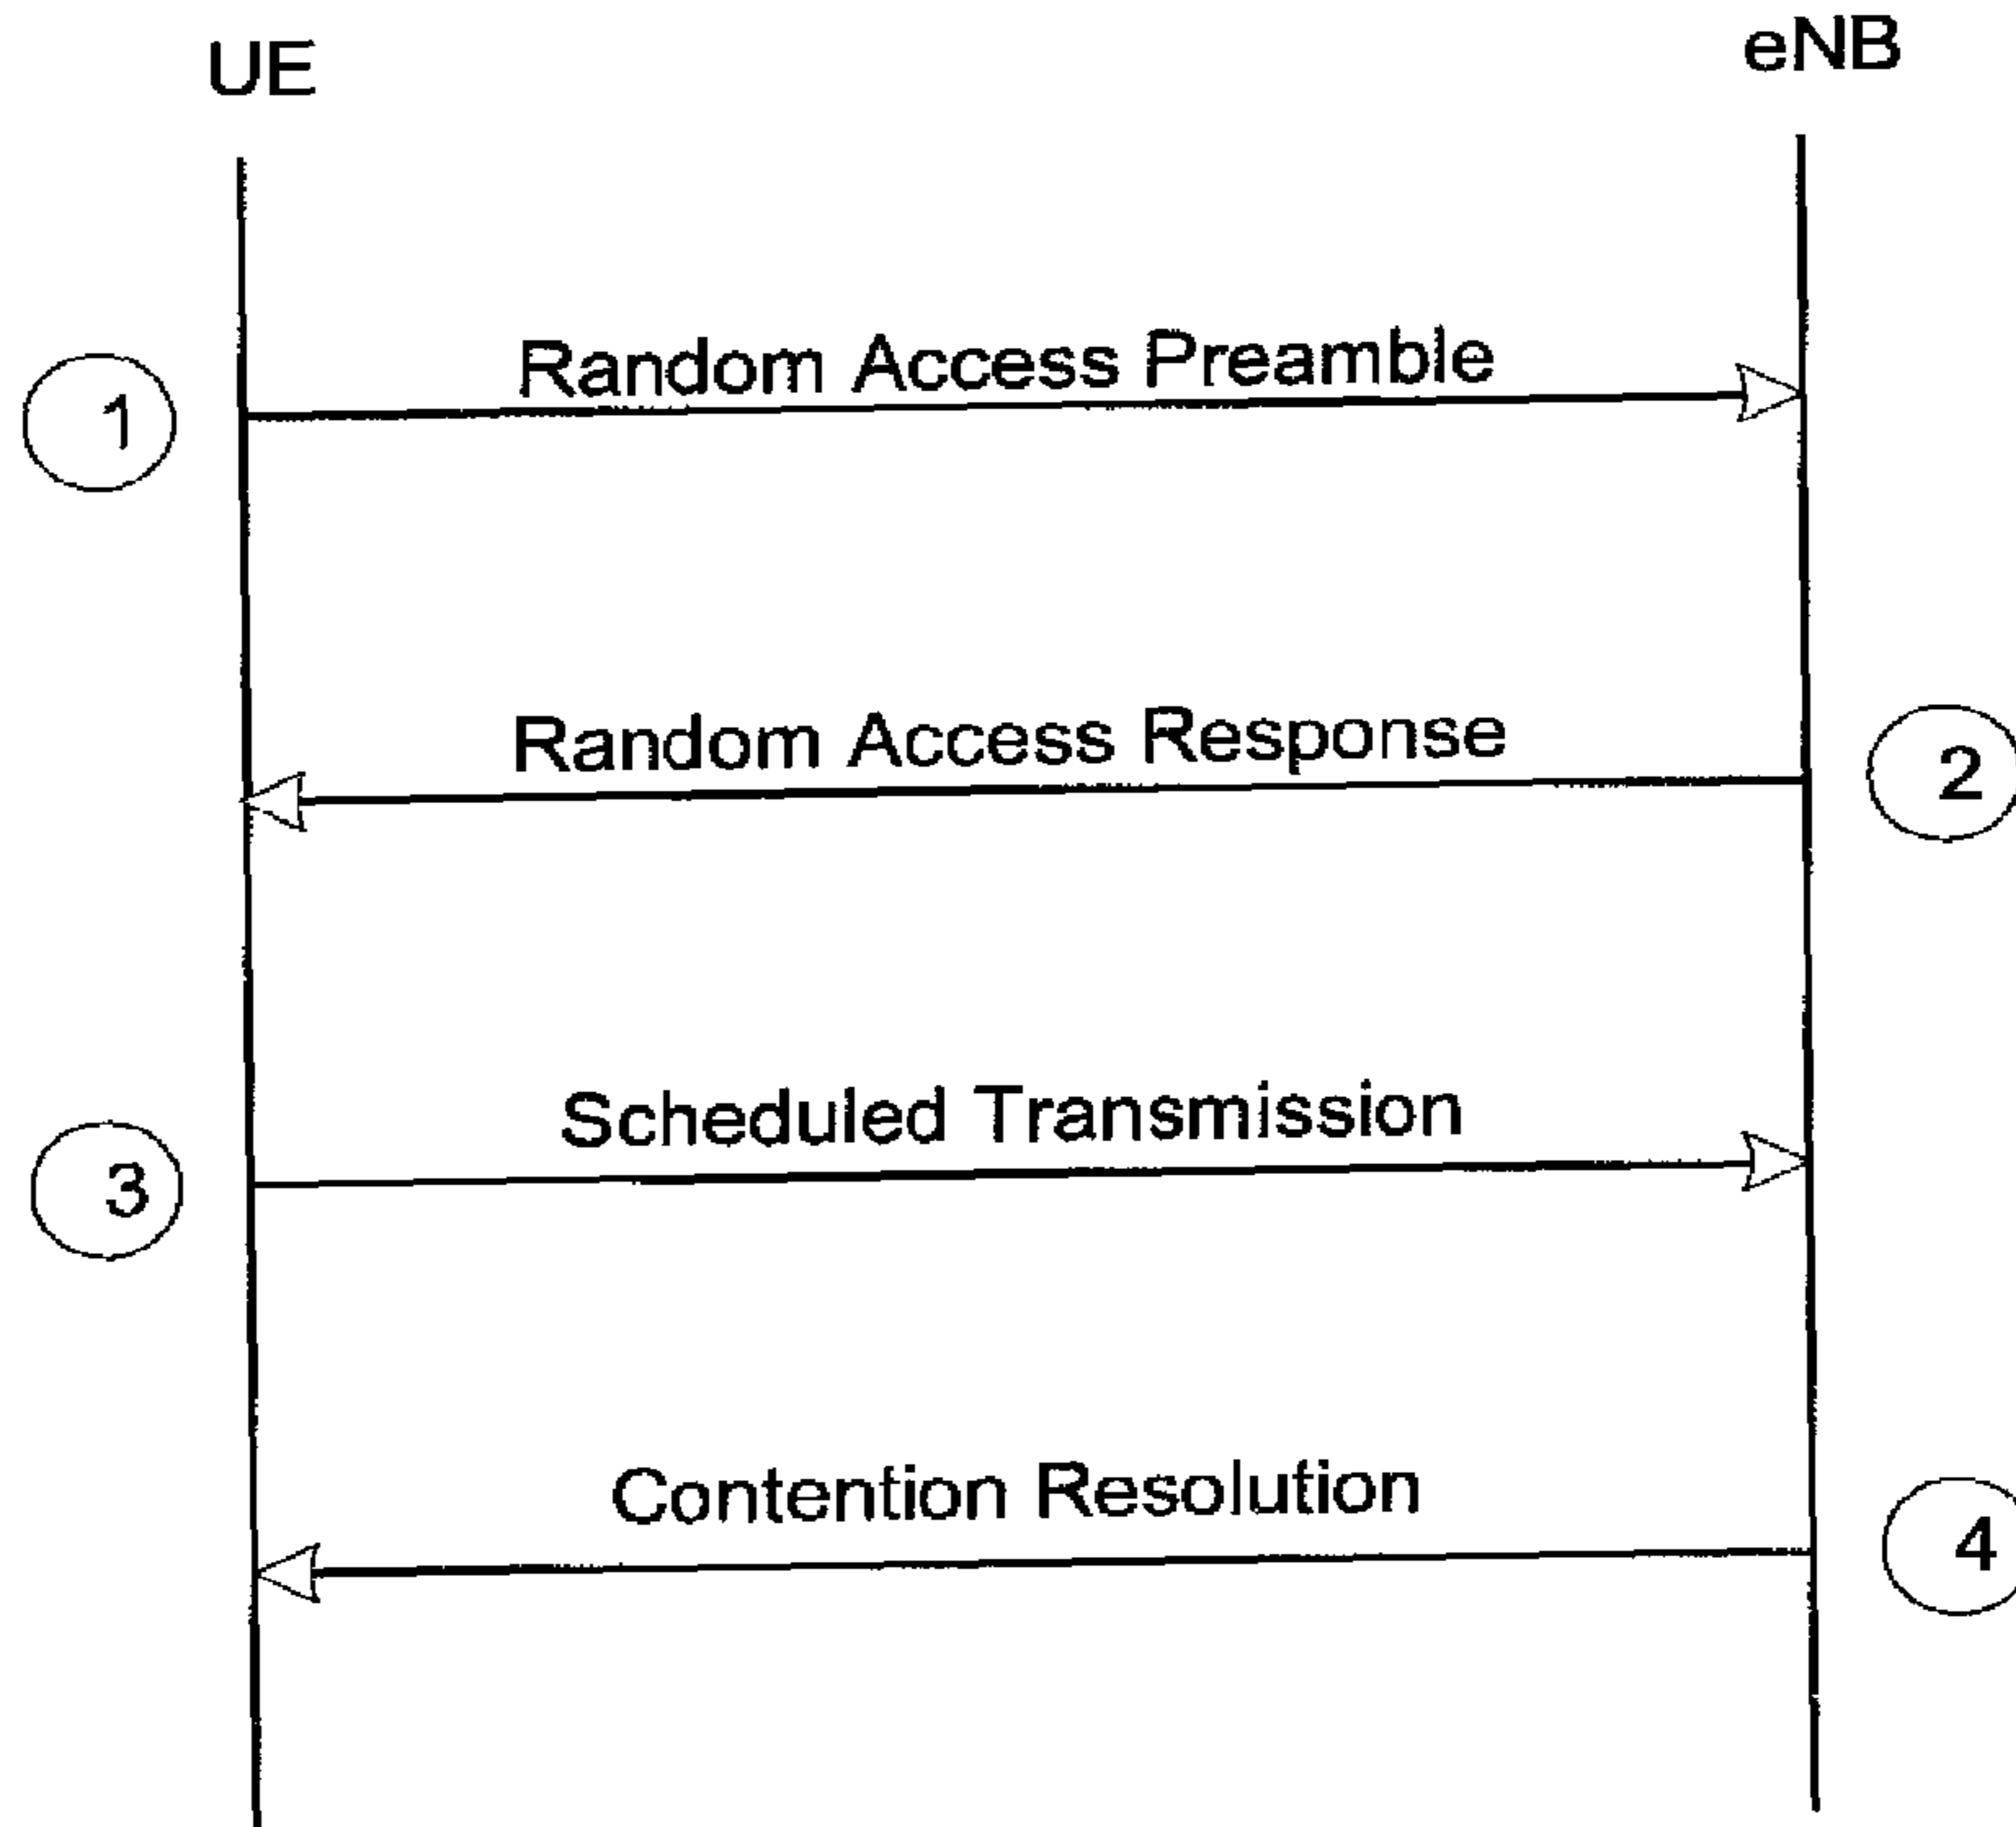 UE
eNB
Random Access Preamble
1
Random Access Response
2
Scheduled Transmission
3
Contention Resolution
4